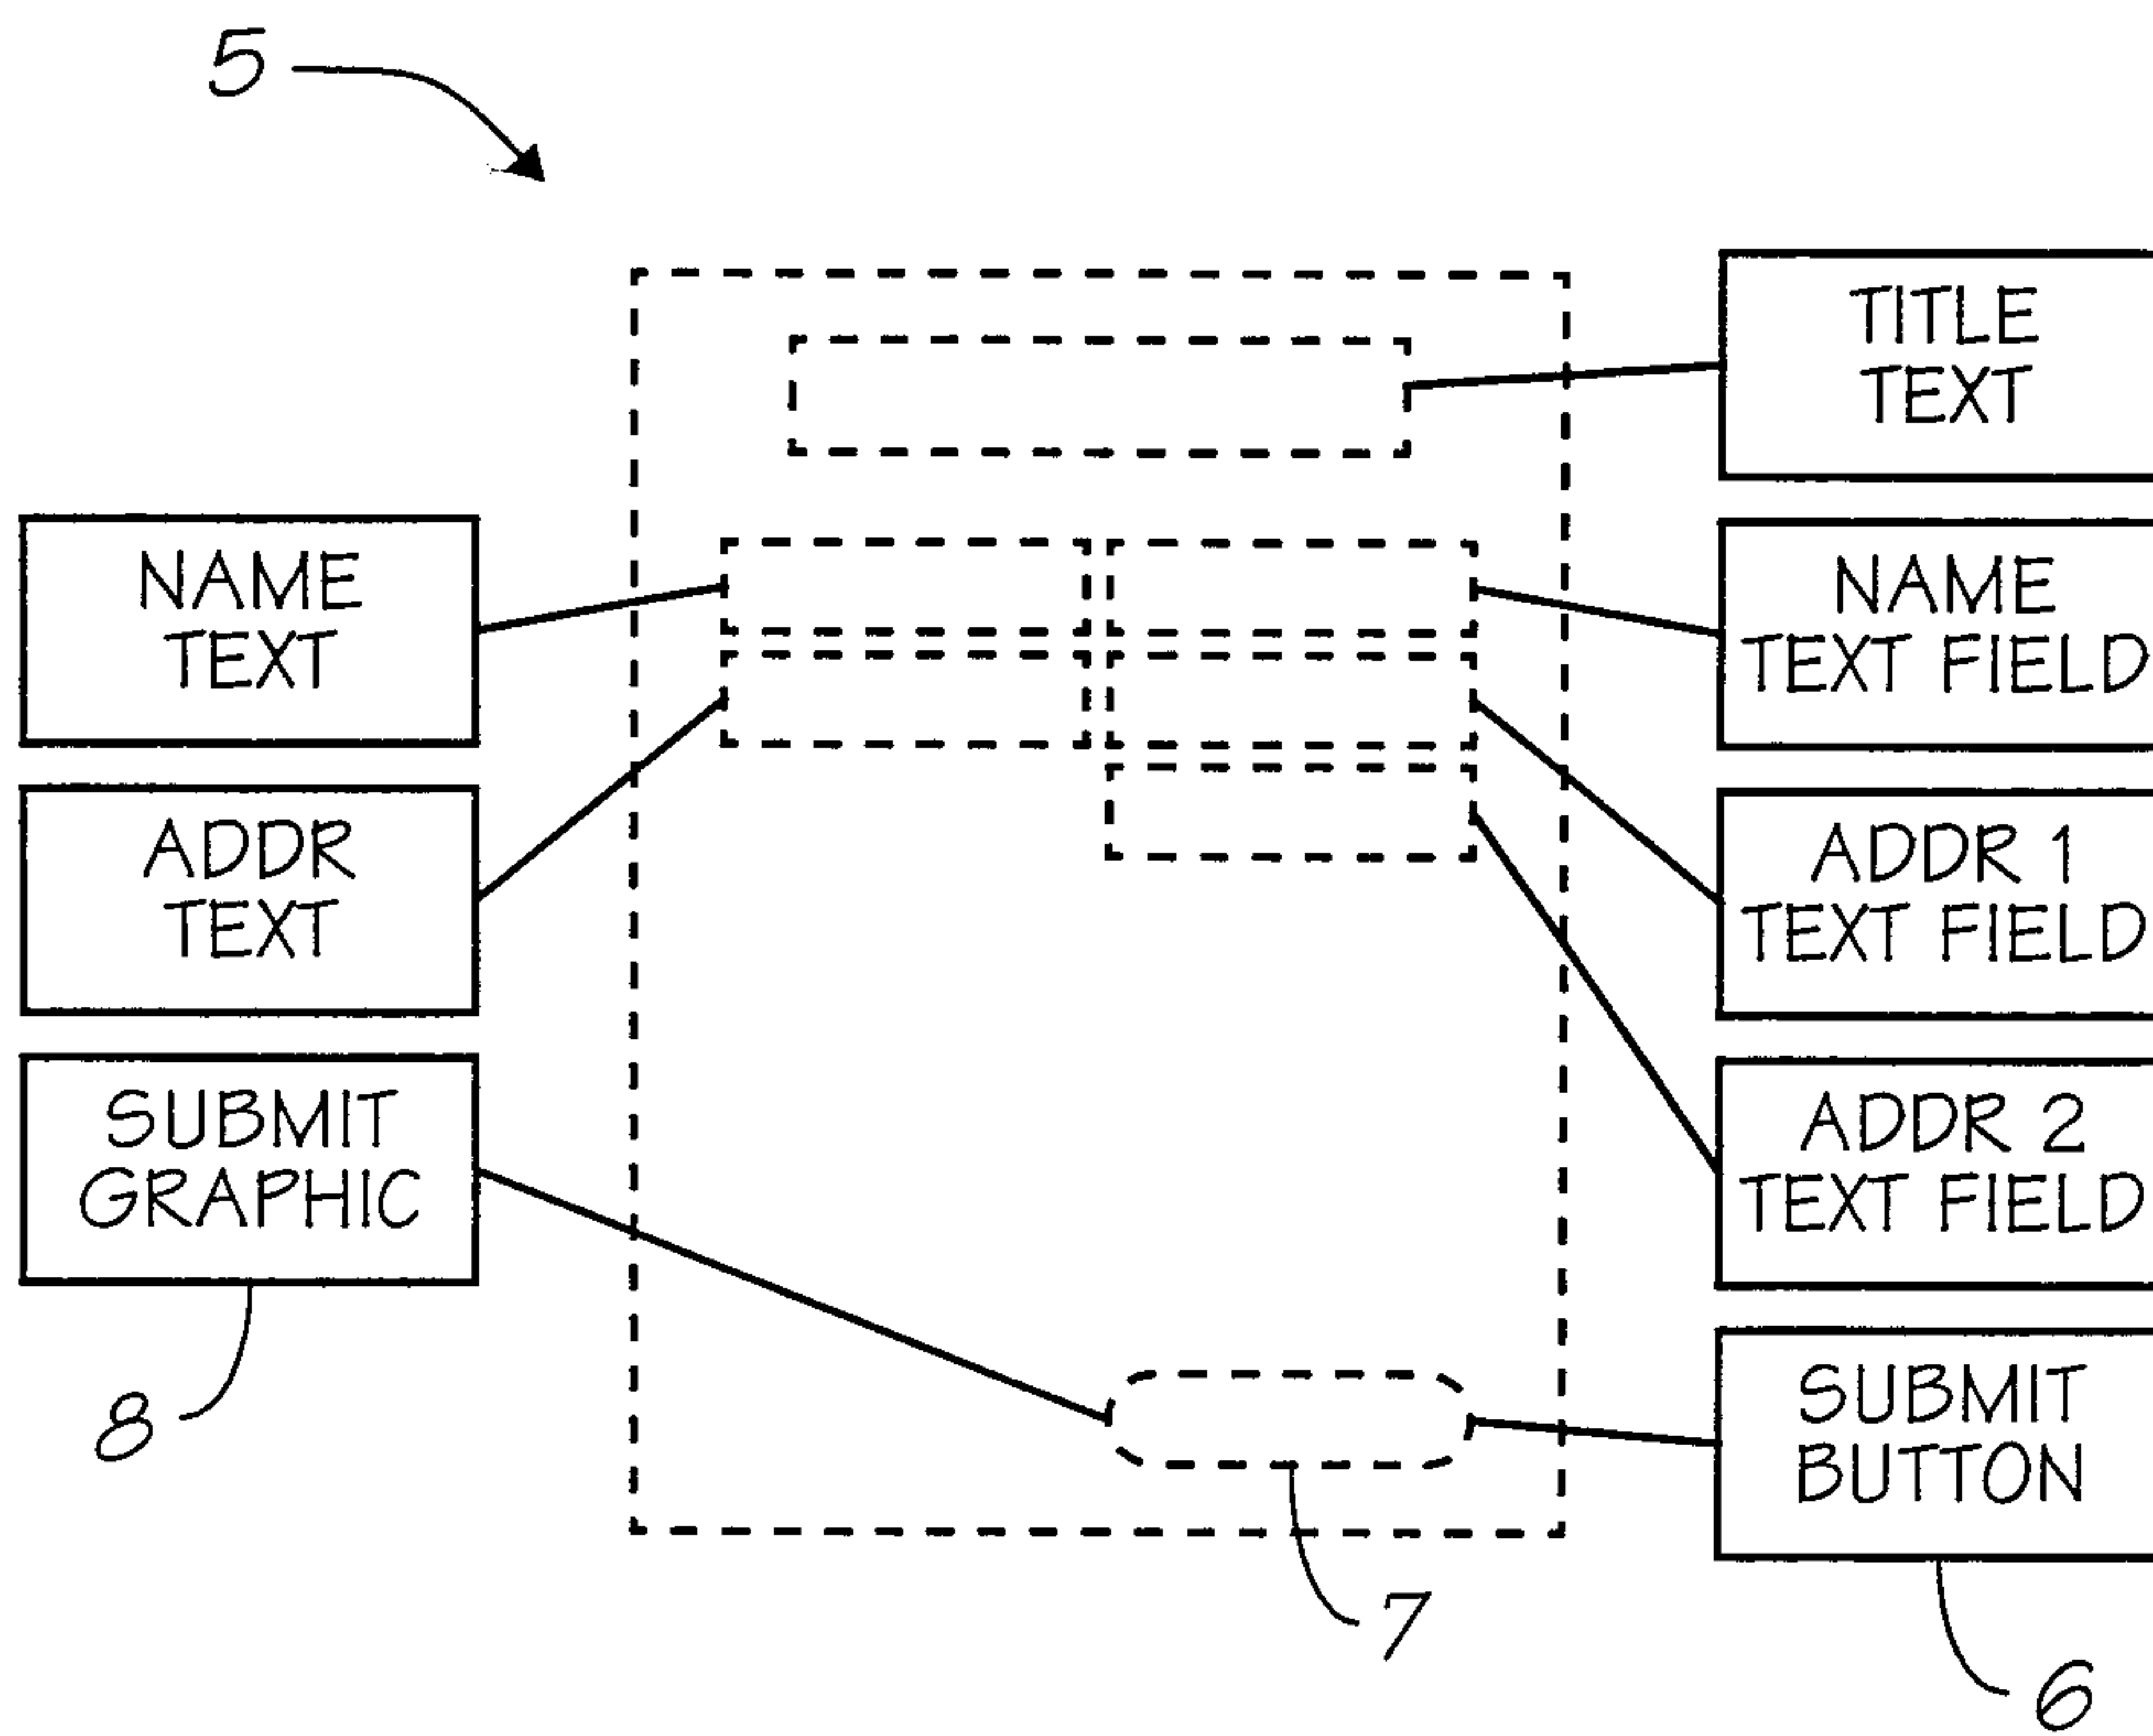 5
TITLE
TEXT
NAME
TEXT
NAME
TEXT FIELD
ADDR
TEXT
ADDR 1
TEXT FIELD
SUBMIT
GRAPHIC
ADDR 2
TEXT FIELD
SUBMIT
BUTTON
8
7
6